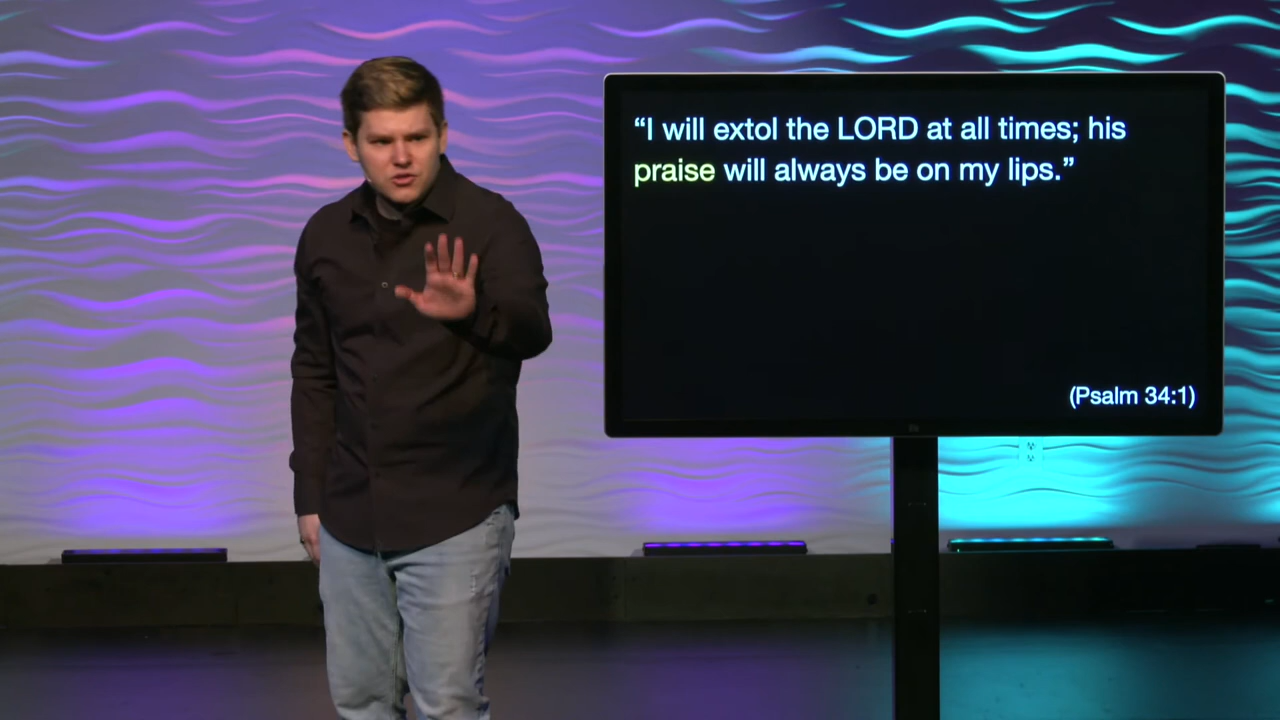 “I will extol the LORD at all times; his
praise will always be on my lips.”
(Psalm 34:1)